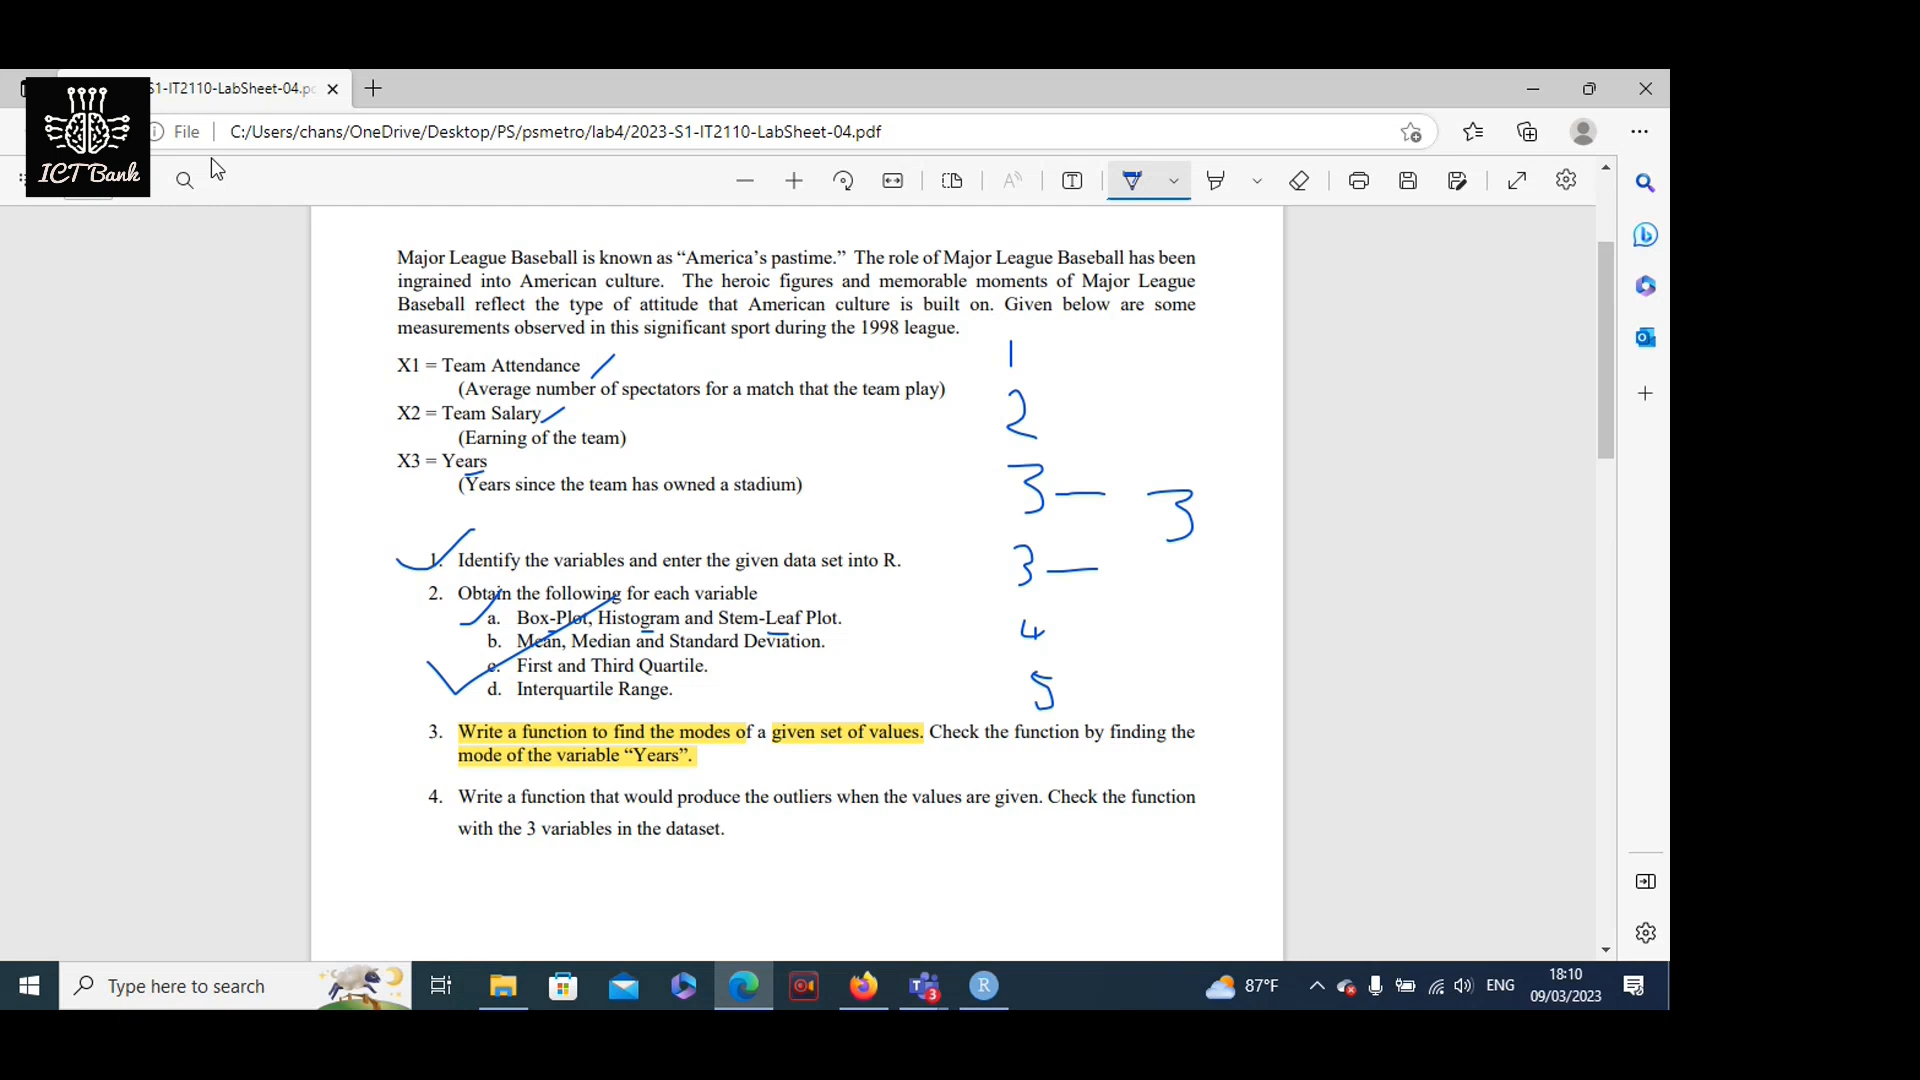 S1-IT2110-LabSheet-04.pd
ICT Bank
File
C:/Users/chans/OneDrive/Desktop/PS/psmetro/lab4/2023-S1-IT2110-LabSheet-04.pdf
Major League Baseball is known as “America’s pastime.” The role of Major League Baseball has been
ingrained into American culture. The heroic figures and memorable moments of Major League
Baseball reflect the type of attitude that American culture is built on. Given below are some
measurements observed in this significant sport during the 1998 league.
X1 = Team Attendance
(Average number of spectators for a match that the team play)
X2 = Team Salary
(Earning of the team)
X3 = Years
(Years since the team has owned a stadium)
1
2
3 — 3
3 —
4
5
1. Identify the variables and enter the given data set into R.
2. Obtain the following for each variable
a. Box-Plot, Histogram and Stem-Leaf Plot.
b. Mean, Median and Standard Deviation.
c. First and Third Quartile.
d. Interquartile Range.
3. Write a function to find the modes of a given set of values. Check the function by finding the
mode of the variable “Years”.
4. Write a function that would produce the outliers when the values are given. Check the function
with the 3 variables in the dataset.
Type here to search
87°F
ENG
18:10
09/03/2023